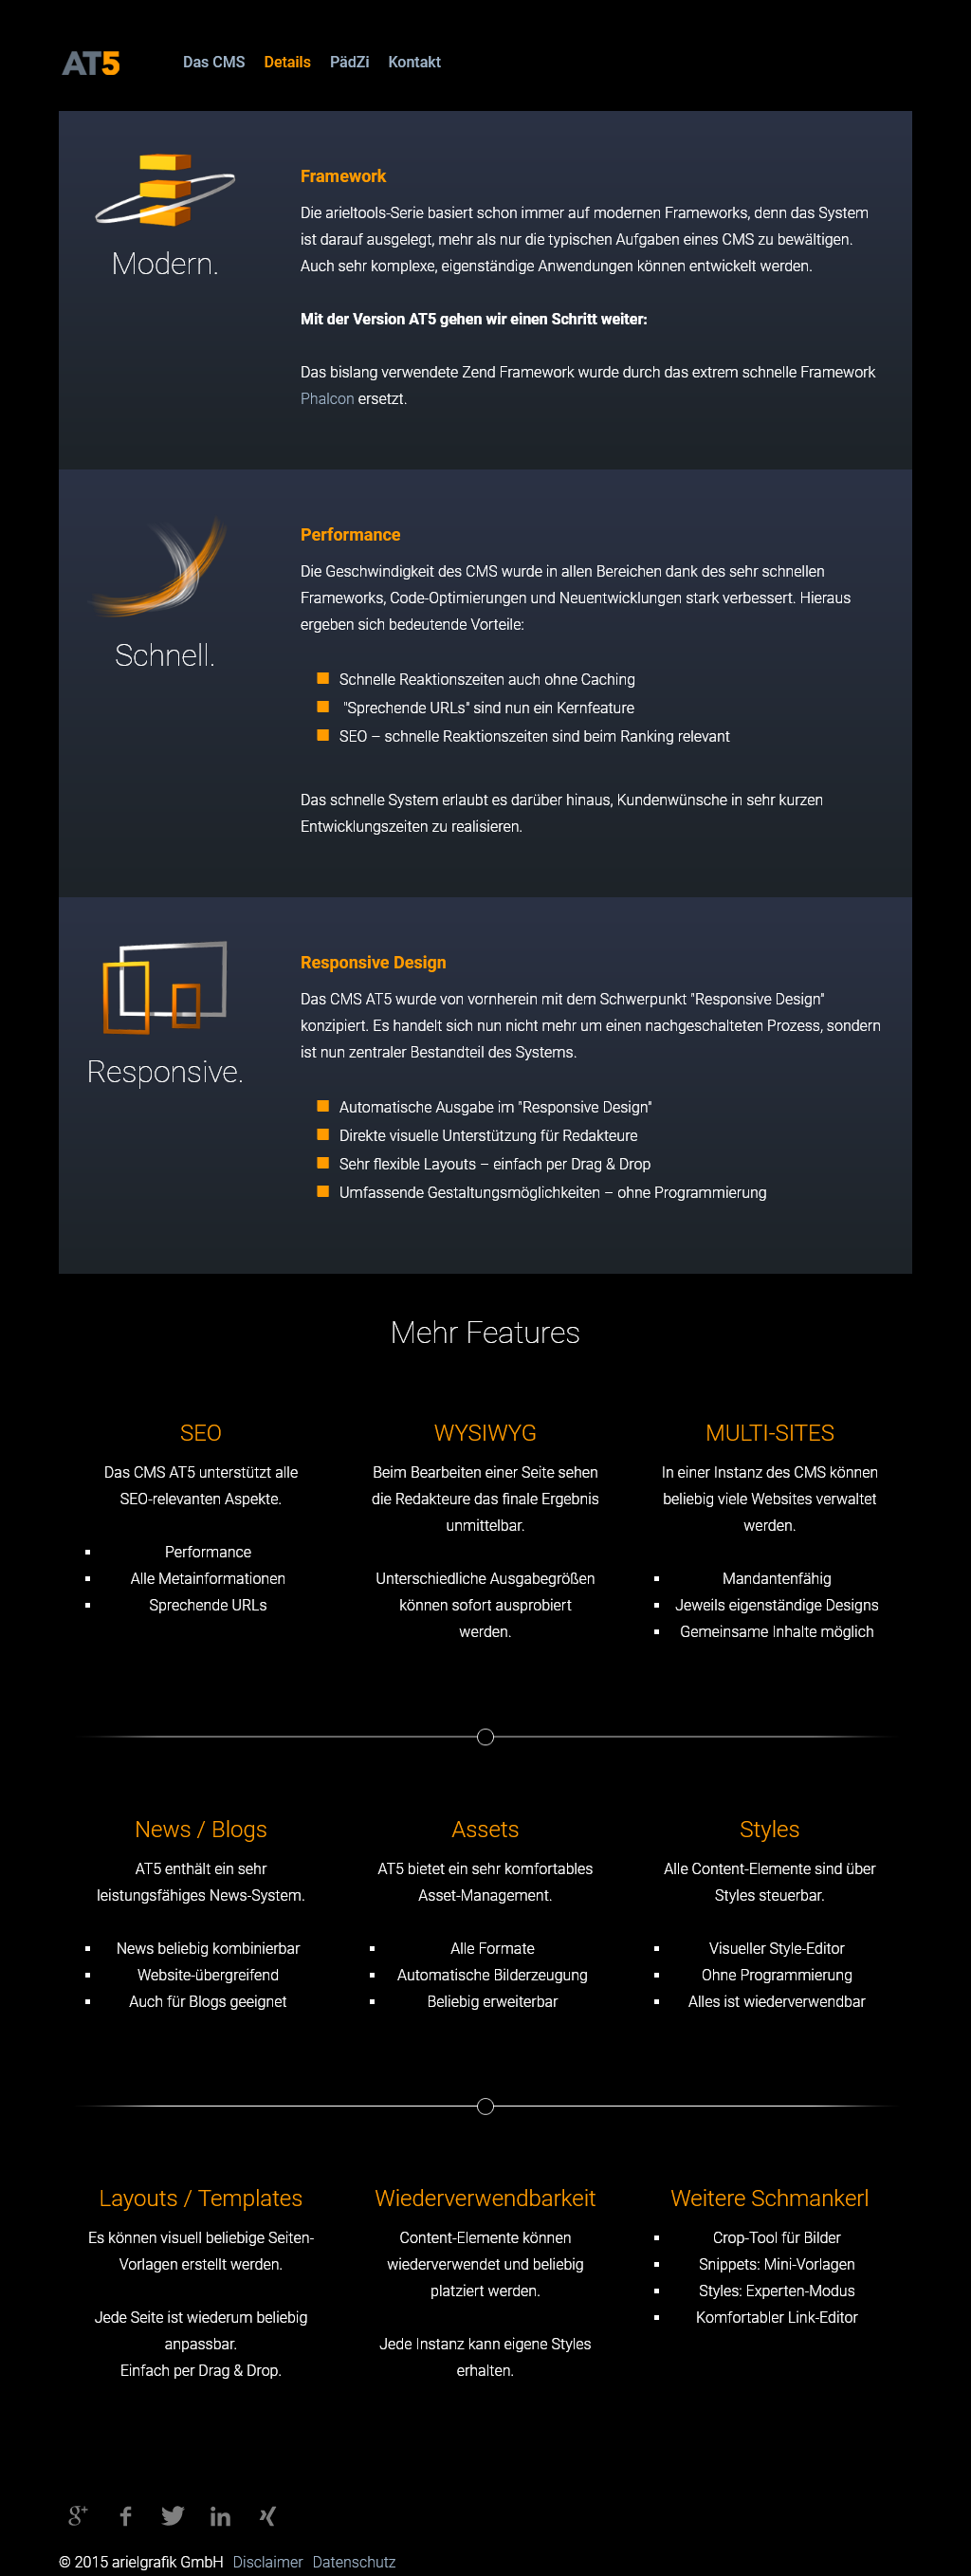 AT5 Das CMS Details PädZi Kontakt
Modern.
Framework
Die arieltools-Serie basiert schon immer auf modernen Frameworks, denn das System
ist darauf ausgelegt, mehr als nur die typischen Aufgaben eines CMS zu bewältigen.
Auch sehr komplexe, eigenständige Anwendungen können entwickelt werden.
Mit der Version AT5 gehen wir einen Schritt weiter:
Das bislang verwendete Zend Framework wurde durch das extrem schnelle Framework
Phalcon ersetzt.
Schnell.
Performance
Die Geschwindigkeit des CMS wurde in allen Bereichen dank des sehr schnellen
Frameworks, Code-Optimierungen und Neuentwicklungen stark verbessert. Hieraus
ergeben sich bedeutende Vorteile:
Schnelle Reaktionszeiten auch ohne Caching
"Sprechende URLs" sind nun ein Kernfeature
SEO – schnelle Reaktionszeiten sind beim Ranking relevant
Das schnelle System erlaubt es darüber hinaus, Kundenwünsche in sehr kurzen
Entwicklungszeiten zu realisieren.
Responsive.
Responsive Design
Das CMS AT5 wurde von vornherein mit dem Schwerpunkt "Responsive Design"
konzipiert. Es handelt sich nun nicht mehr um einen nachgeschalteten Prozess, sondern
ist nun zentraler Bestandteil des Systems.
Automatische Ausgabe im "Responsive Design"
Direkte visuelle Unterstützung für Redakteure
Sehr flexible Layouts – einfach per Drag & Drop
Umfassende Gestaltungsmöglichkeiten – ohne Programmierung
Mehr Features
SEO
Das CMS AT5 unterstützt alle
SEO-relevanten Aspekte.
Performance
Alle Metainformationen
Sprechende URLs
WYSIWYG
Beim Bearbeiten einer Seite sehen
die Redakteure das finale Ergebnis
unmittelbar.
Unterschiedliche Ausgabegrößen
können sofort ausprobiert
werden.
MULTI-SITES
In einer Instanz des CMS können
beliebig viele Websites verwaltet
werden.
Mandantenfähig
Jeweils eigenständige Designs
Gemeinsame Inhalte möglich
News / Blogs
AT5 enthält ein sehr
leistungsfähiges News-System.
News beliebig kombinierbar
Website-übergreifend
Auch für Blogs geeignet
Assets
AT5 bietet ein sehr komfortables
Asset-Management.
Alle Formate
Automatische Bilderzeugung
Beliebig erweiterbar
Styles
Alle Content-Elemente sind über
Styles steuerbar.
Visueller Style-Editor
Ohne Programmierung
Alles ist wiederverwendbar
Layouts / Templates
Es können visuell beliebige Seiten-
Vorlagen erstellt werden.
Jede Seite ist wiederum beliebig
anpassbar.
Einfach per Drag & Drop.
Wiederverwendbarkeit
Content-Elemente können
wiederverwendet und beliebig
platziert werden.
Jede Instanz kann eigene Styles
erhalten.
Weitere Schmankerl
Crop-Tool für Bilder
Snippets: Mini-Vorlagen
Styles: Experten-Modus
Komfortabler Link-Editor
© 2015 arielgrafik GmbH Disclaimer Datenschutz